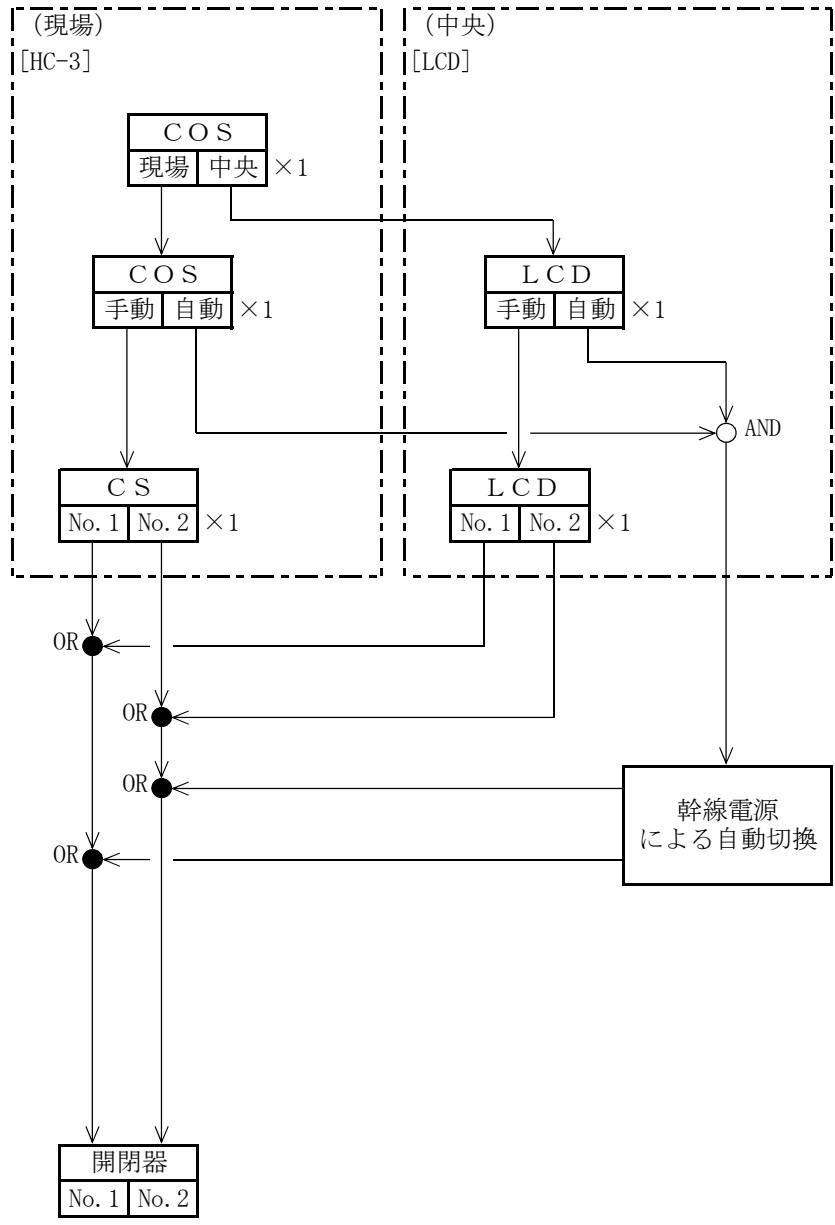 (現場)
[HC-3]
(中央)
[LCD]
ＣＯＳ
現場 中央 ×1
ＣＯＳ
手動 自動 ×1
ＬＣＤ
手動 自動 ×1
AND
ＣＳ
No.1 No.2 ×1
ＬＣＤ
No.1 No.2 ×1
OR
OR
OR
幹線電源
による自動切換
OR
開閉器
No.1 No.2